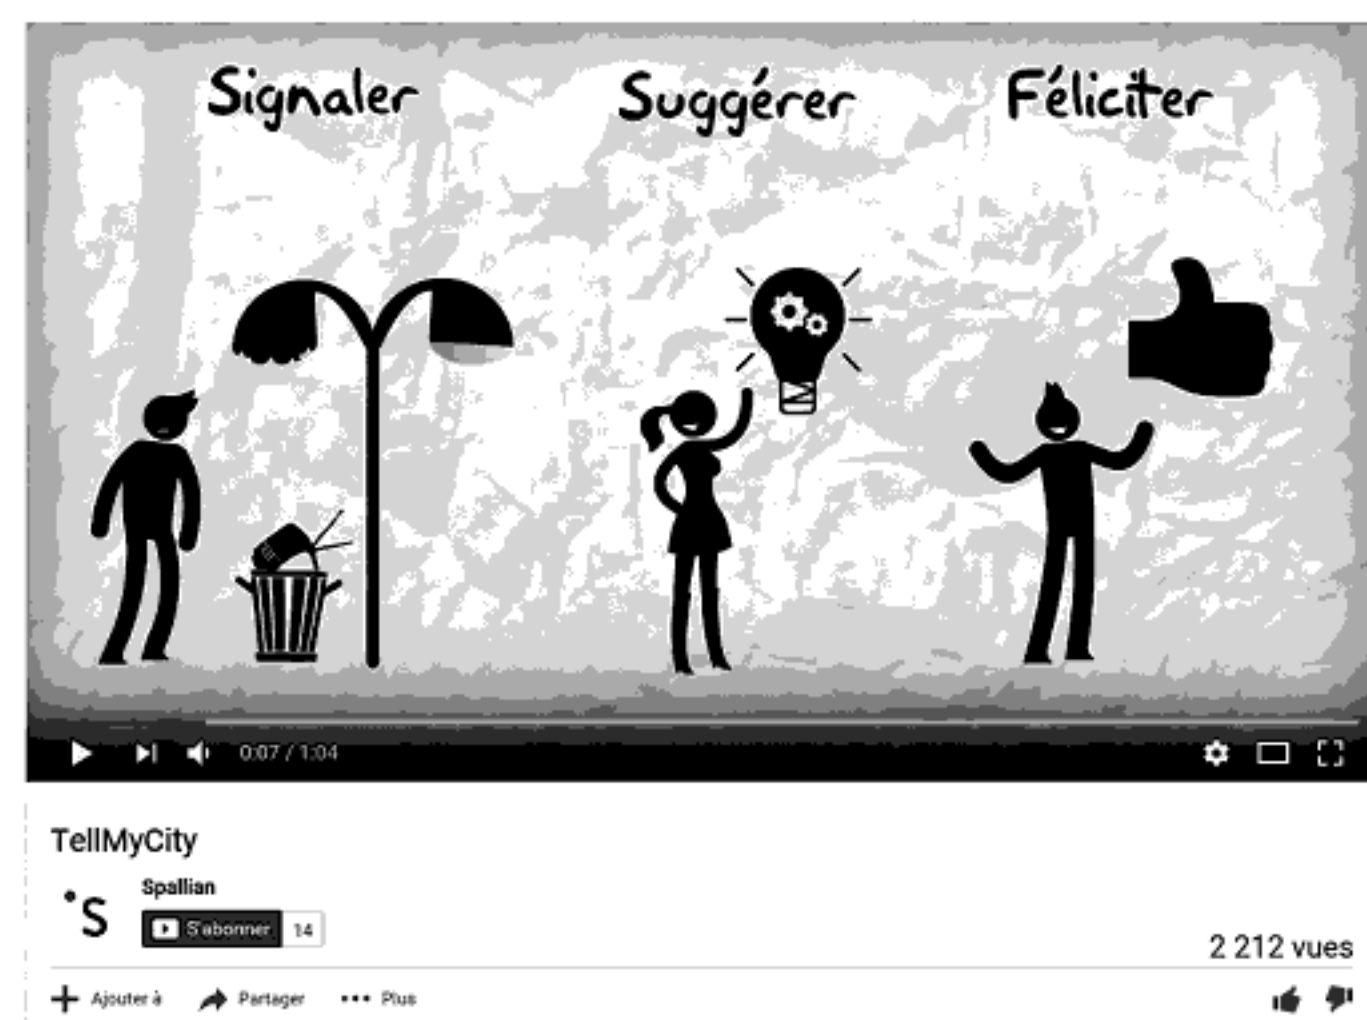 Signaler Suggérer Féliciter
0:07 / 1:04
TellMyCity
Spallian
°S
S'abonner 14
2 212 vues
Ajouter à Partager Plus